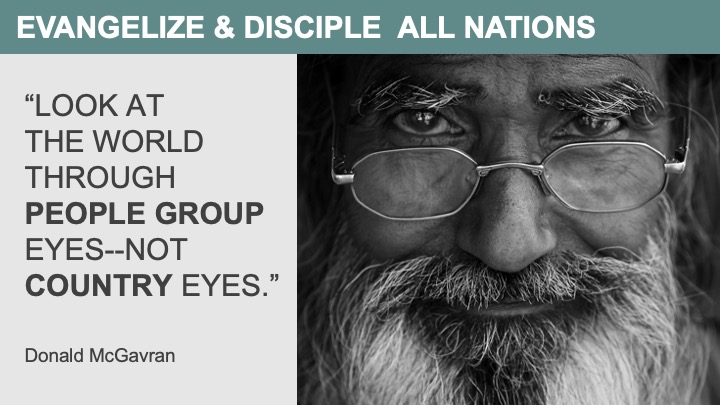 EVANGELIZE & DISCIPLE  ALL NATIONS
“LOOK AT
THE WORLD
THROUGH
PEOPLE GROUP
EYES--NOT
COUNTRY EYES.”
Donald McGavran